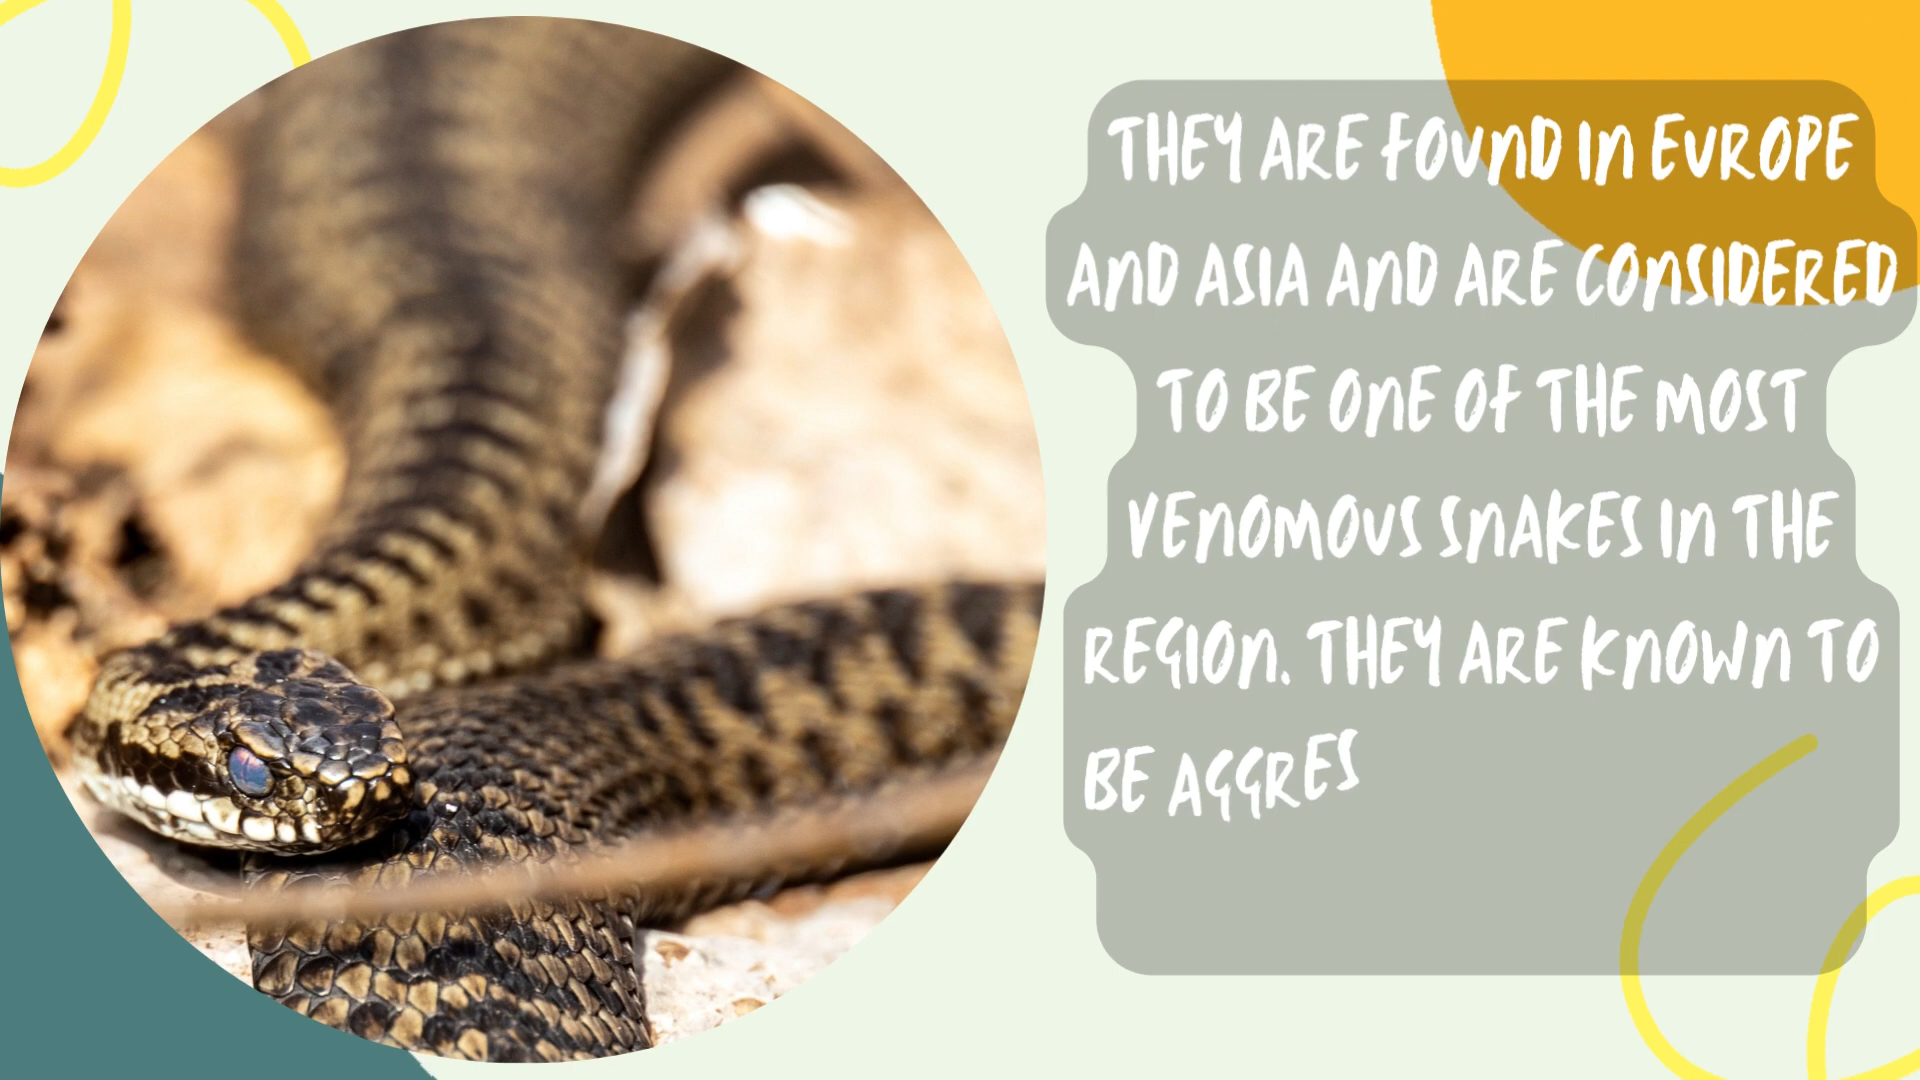 THEY ARE FOUND IN EUROPE
AND ASIA AND ARE CONSIDERED
TO BE ONE OF THE MOST
VENOMOUS SNAKES IN THE
REGION. THEY ARE KNOWN TO
BE AGGRES